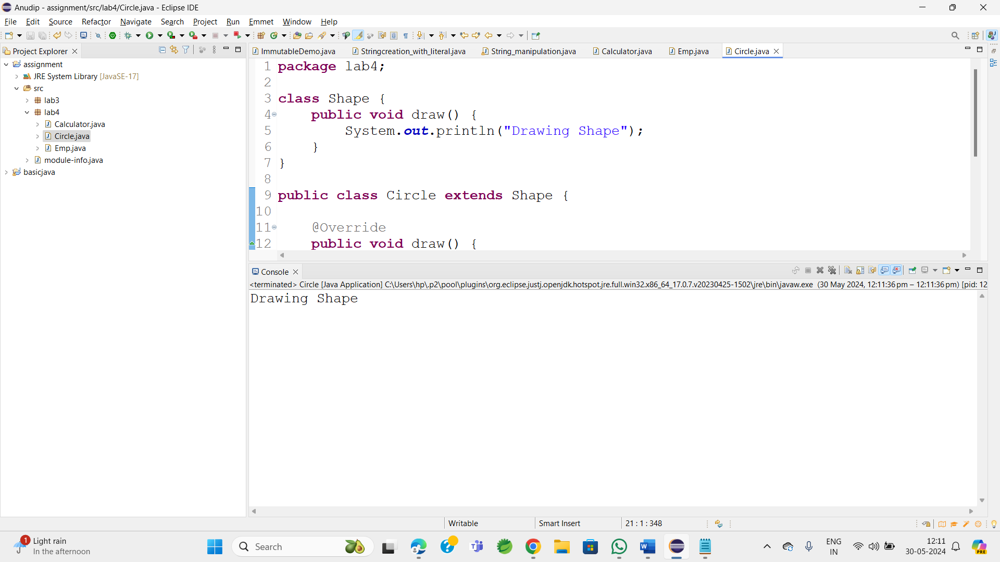 Anudip - assignment/src/lab4/Circle.java - Eclipse IDE
File Edit Source Refactor Navigate Search Project Run Emmet Window Help
Project Explorer
assignment
JRE System Library [JavaSE-17]
src
lab3
lab4
Calculator.java
Circle.java
Emp.java
module-info.java
basicjava
ImmutableDemo.java Stringcreation_with_literal.java String_manipulation.java Calculator.java Emp.java Circle.java
1 package lab4;
2
3 class Shape {
4 public void draw() {
5 System.out.println("Drawing Shape");
6 }
7 }
8
9 public class Circle extends Shape {
10
11 @Override
12 public void draw() {
Console
<terminated> Circle [Java Application] C:\Users\hp\.p2\pool\plugins\org.eclipse.justj.openjdk.hotspot.jre.full.win32.x86_64_17.0.7.v20230425-1502\jre\bin\javaw.exe (30 May 2024, 12:11:36 pm – 12:11:36 pm) [pid: 12
Drawing Shape
Writable Smart Insert 21 : 1 : 348
1
Light rain
In the afternoon
Search
ENG
IN
12:11
30-05-2024
PRE